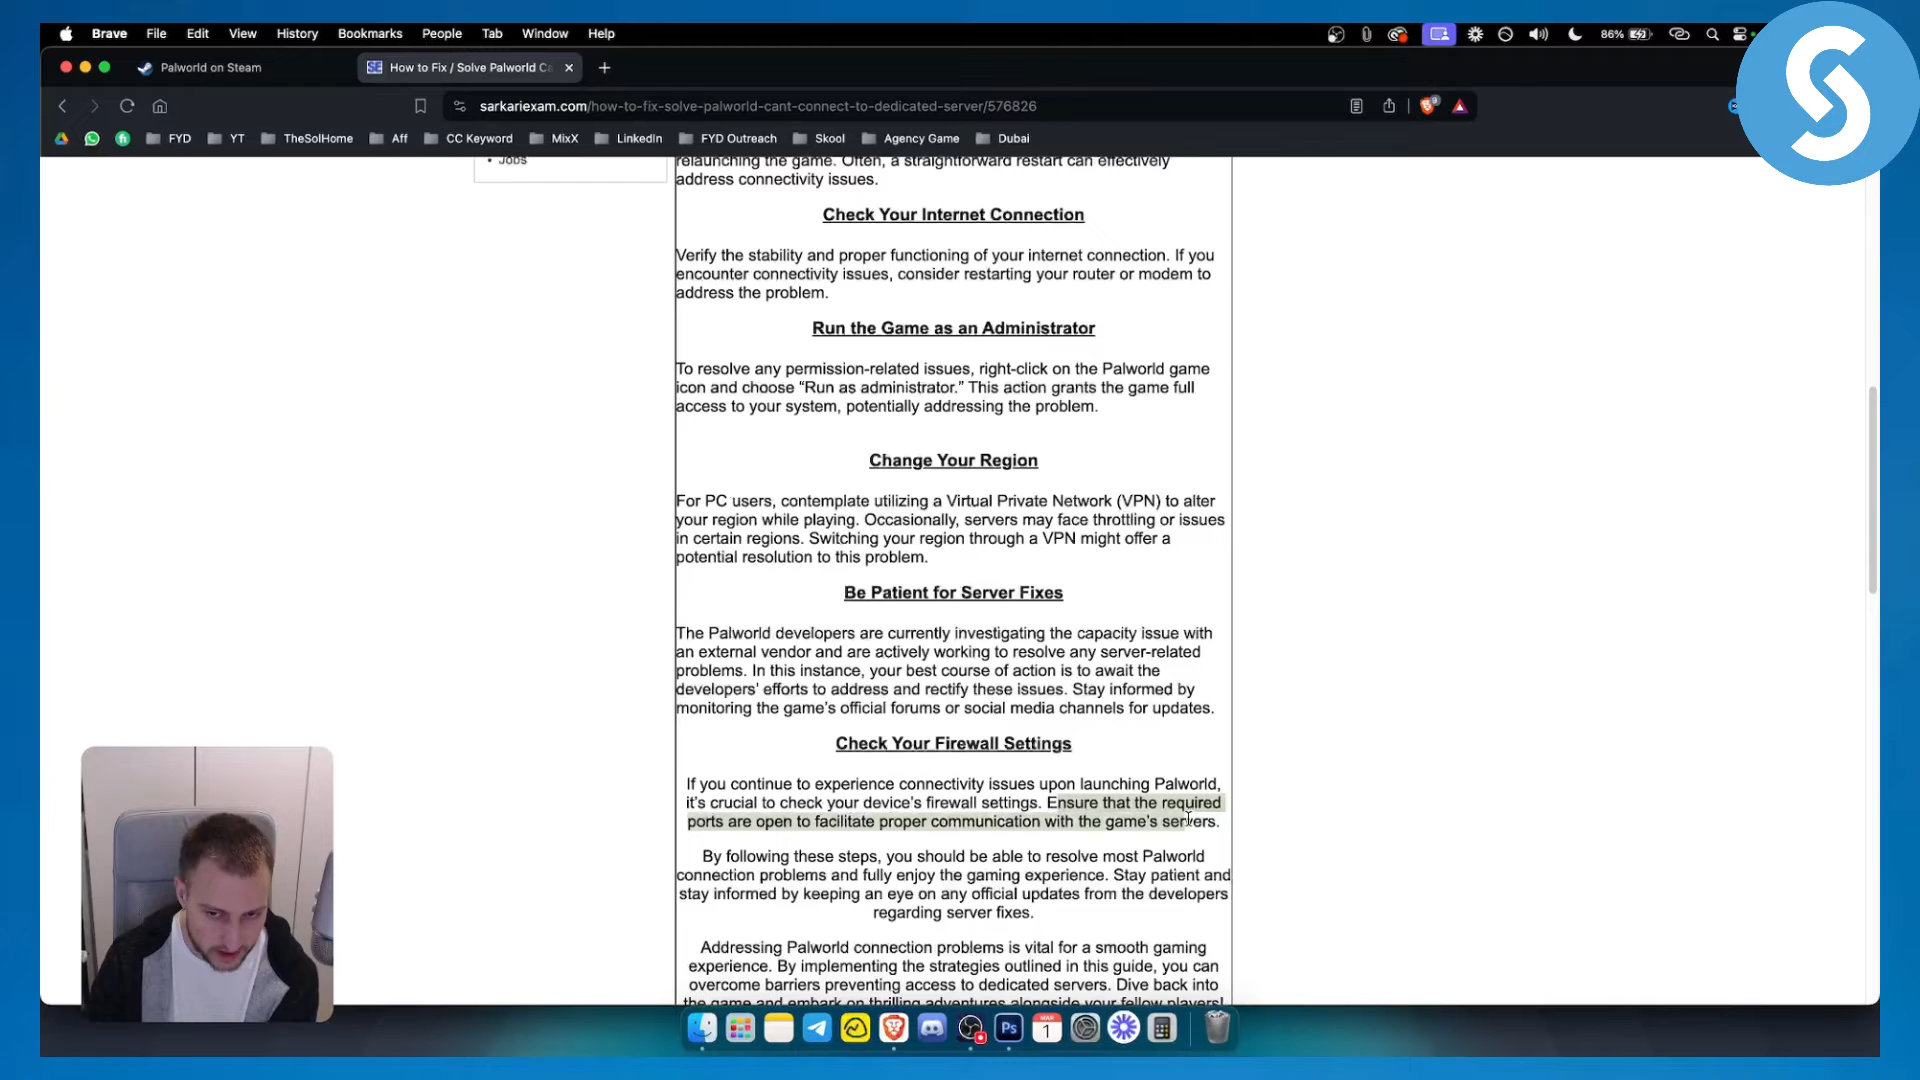 Brave File Edit View History Bookmarks People Tab Window Help 86%
Palworld on Steam
How to Fix / Solve Palworld Ca
sarkariexam.com/how-to-fix-solve-palworld-cant-connect-to-dedicated-server/576826
FYD YT TheSolHome Aff CC Keyword MixX LinkedIn FYD Outreach Skool Agency Game Dubai
Jobs
relaunching the game. Often, a straightforward restart can effectively
address connectivity issues.
Check Your Internet Connection
Verify the stability and proper functioning of your internet connection. If you
encounter connectivity issues, consider restarting your router or modem to
address the problem.
Run the Game as an Administrator
To resolve any permission-related issues, right-click on the Palworld game
icon and choose “Run as administrator.” This action grants the game full
access to your system, potentially addressing the problem.
Change Your Region
For PC users, contemplate utilizing a Virtual Private Network (VPN) to alter
your region while playing. Occasionally, servers may face throttling or issues
in certain regions. Switching your region through a VPN might offer a
potential resolution to this problem.
Be Patient for Server Fixes
The Palworld developers are currently investigating the capacity issue with
an external vendor and are actively working to resolve any server-related
problems. In this instance, your best course of action is to await the
developers’ efforts to address and rectify these issues. Stay informed by
monitoring the game’s official forums or social media channels for updates.
Check Your Firewall Settings
If you continue to experience connectivity issues upon launching Palworld,
it’s crucial to check your device’s firewall settings. Ensure that the required
ports are open to facilitate proper communication with the game’s servers.
By following these steps, you should be able to resolve most Palworld
connection problems and fully enjoy the gaming experience. Stay patient and
stay informed by keeping an eye on any official updates from the developers
regarding server fixes.
Addressing Palworld connection problems is vital for a smooth gaming
experience. By implementing the strategies outlined in this guide, you can
overcome barriers preventing access to dedicated servers. Dive back into
the game and embark on thrilling adventures alongside your fellow players!
Ps
MAR
1